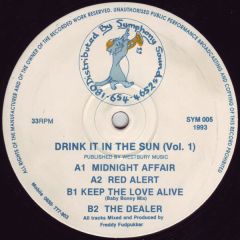 ALL RIGHTS OF THE MANUFACTURER AND OF THE OWNER OF THE RECORDED WORK RESERVED. UNAUTHORISED PUBLIC PERFORMANCE BROADCASTING AND COPYING OF THIS RECORD PROHIBITED.
Distributed By Symphony Sounds
081-654-4652
33RPM
SYM 005
1993
DRINK IT IN THE SUN (Vol. 1)
PUBLISHED BY WESTBURY MUSIC
A1 MIDNIGHT AFFAIR
A2 RED ALERT
B1 KEEP THE LOVE ALIVE
(Baby Boney Mix)
B2 THE DEALER
All tracks Mixed and Produced by
Freddy Fudpukker